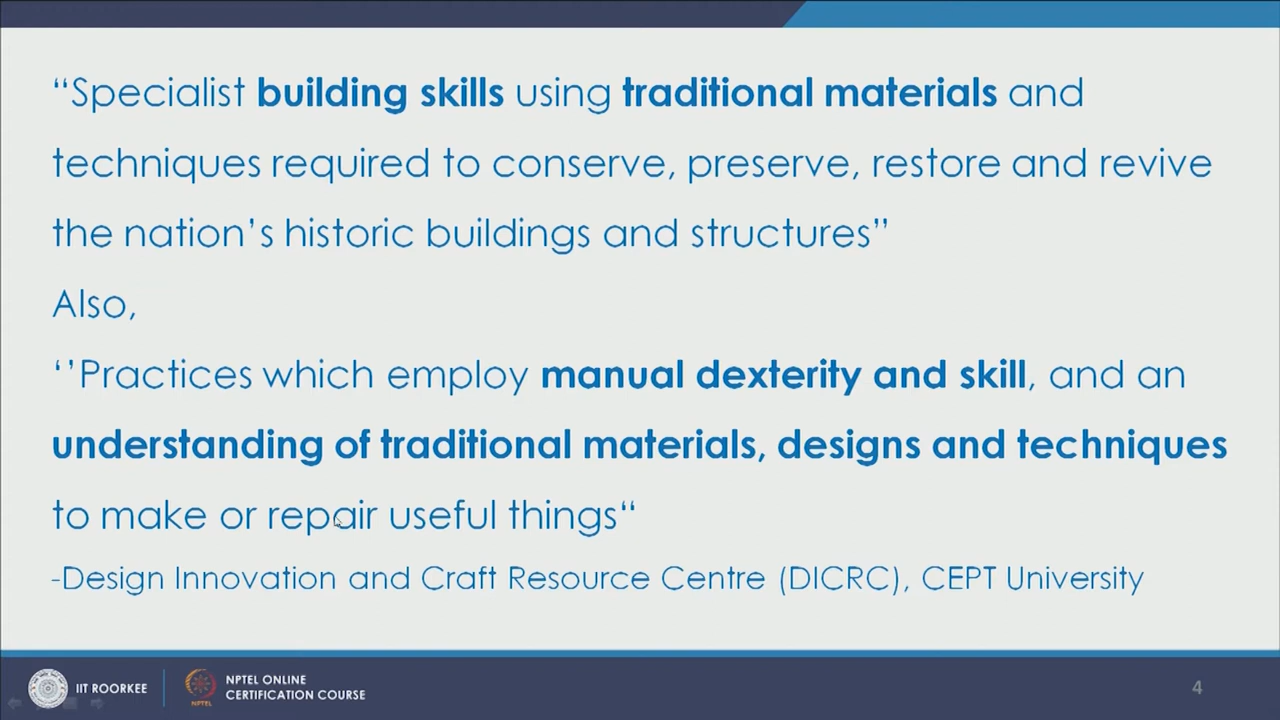 “Specialist building skills using traditional materials and
techniques required to conserve, preserve, restore and revive
the nation’s historic buildings and structures”
Also,
‘’Practices which employ manual dexterity and skill, and an
understanding of traditional materials, designs and techniques
to make or repair useful things“
-Design Innovation and Craft Resource Centre (DICRC), CEPT University
IIT ROORKEE
NPTEL
NPTEL ONLINE
CERTIFICATION COURSE
4